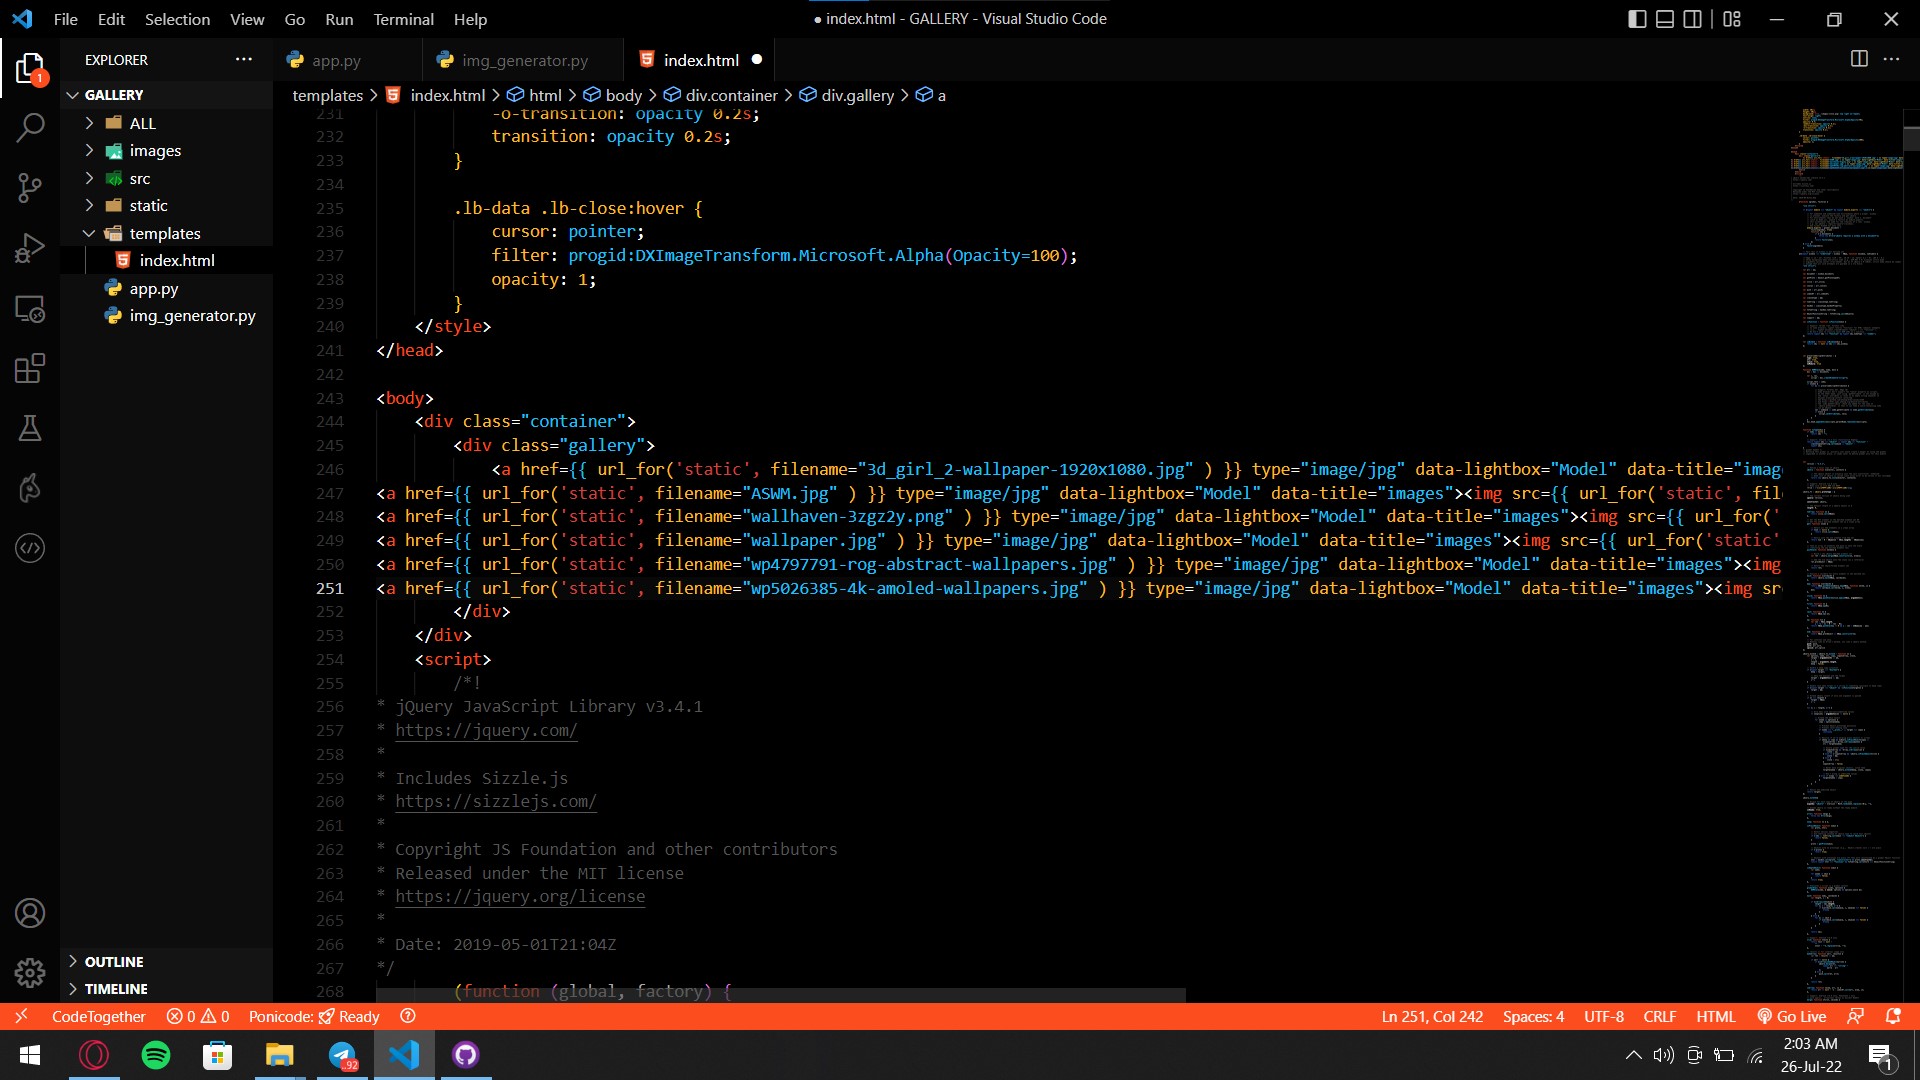 File Edit Selection View Go Run Terminal Help
● index.html - GALLERY - Visual Studio Code
EXPLORER
1
GALLERY
ALL
images
src
static
templates
index.html
app.py
img_generator.py
OUTLINE
TIMELINE
app.py
img_generator.py
index.html ●
templates > index.html > html > body > div.container > div.gallery > a
231 -o-transition: opacity 0.2s;
232 transition: opacity 0.2s;
233 }
234
235 .lb-data .lb-close:hover {
236 cursor: pointer;
237 filter: progid:DXImageTransform.Microsoft.Alpha(Opacity=100);
238 opacity: 1;
239 }
240 </style>
241 </head>
242
243 <body>
244 <div class="container">
245 <div class="gallery">
246 <a href={{ url_for('static', filename="3d_girl_2-wallpaper-1920x1080.jpg" ) }} type="image/jpg" data-lightbox="Model" data-title="imag
247 <a href={{ url_for('static', filename="ASWM.jpg" ) }} type="image/jpg" data-lightbox="Model" data-title="images"><img src={{ url_for('static', fil
248 <a href={{ url_for('static', filename="wallhaven-3zgz2y.png" ) }} type="image/jpg" data-lightbox="Model" data-title="images"><img src={{ url_for('
249 <a href={{ url_for('static', filename="wallpaper.jpg" ) }} type="image/jpg" data-lightbox="Model" data-title="images"><img src={{ url_for('static'
250 <a href={{ url_for('static', filename="wp4797791-rog-abstract-wallpapers.jpg" ) }} type="image/jpg" data-lightbox="Model" data-title="images"><img
251 <a href={{ url_for('static', filename="wp5026385-4k-amoled-wallpapers.jpg" ) }} type="image/jpg" data-lightbox="Model" data-title="images"><img sr
252 </div>
253 </div>
254 <script>
255 /*!
256 * jQuery JavaScript Library v3.4.1
257 * https://jquery.com/
258 *
259 * Includes Sizzle.js
260 * https://sizzlejs.com/
261 *
262 * Copyright JS Foundation and other contributors
263 * Released under the MIT license
264 * https://jquery.org/license
265 *
266 * Date: 2019-05-01T21:04Z
267 */
268 (function (global, factory) {
CodeTogether 0 0 Ponicode: Ready
Ln 251, Col 242 Spaces: 4 UTF-8 CRLF HTML Go Live
92
2:03 AM
26-Jul-22
1